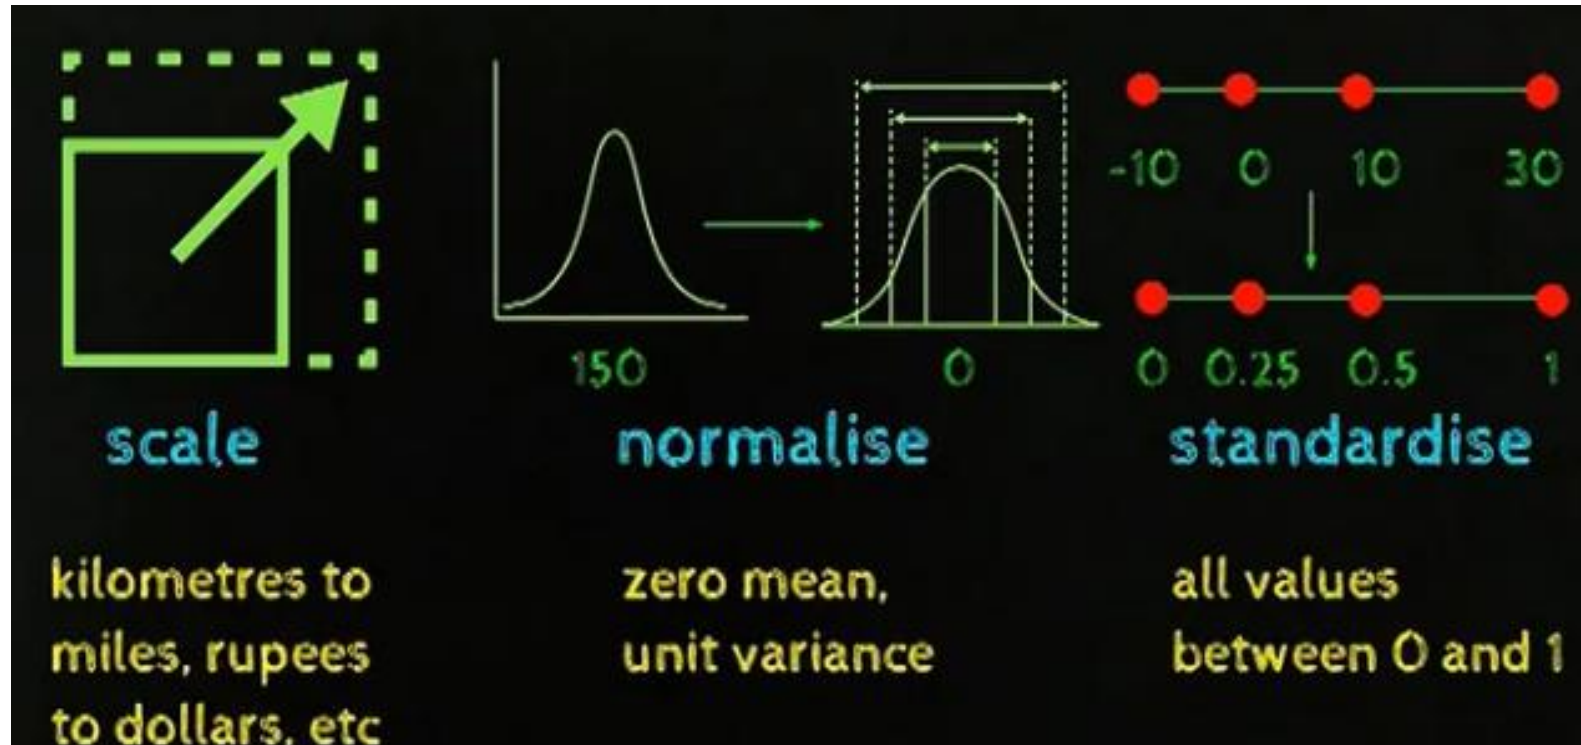 -10 0 10 30
150
0
0 0.25 0.5 1
scale
normalise
standardise
kilometres to
miles, rupees
to dollars, etc
zero mean,
unit variance
all values
between 0 and 1